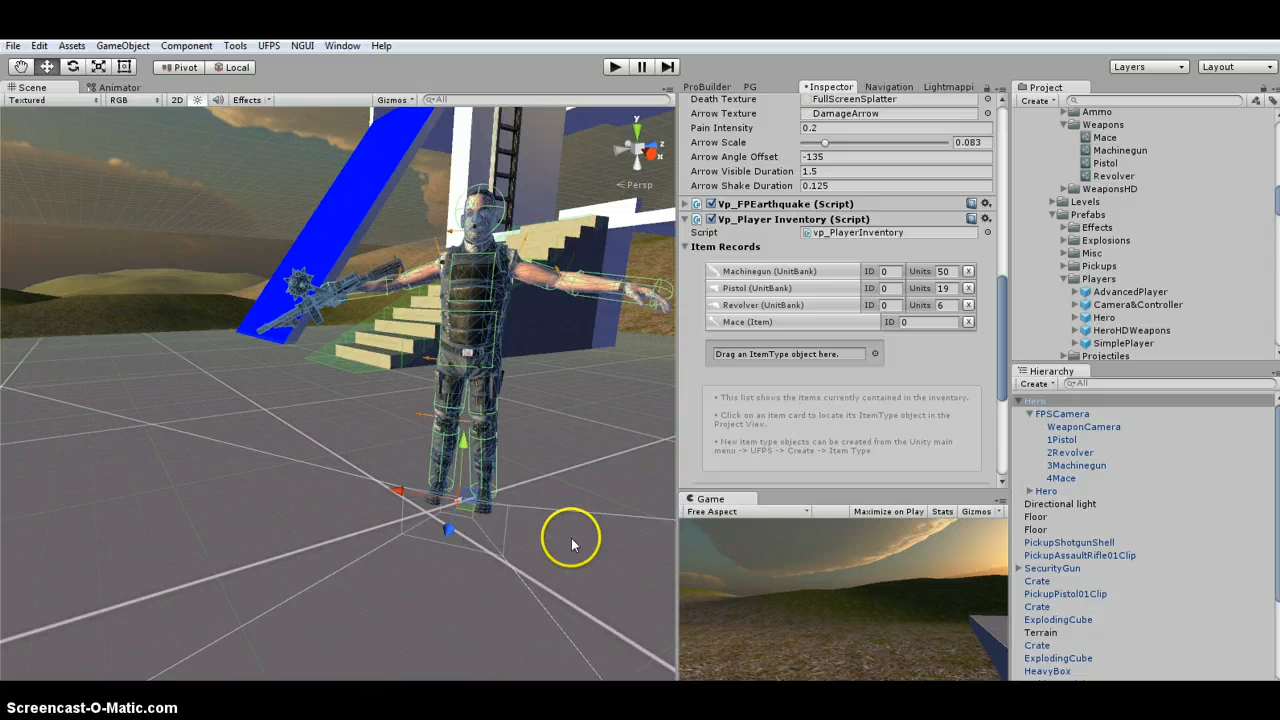 File Edit Assets GameObject Component Tools UFPS NGUI Window Help
Pivot Local Layers Layout
Scene Animator
Textured RGB 2D Effects Gizmos All
y
z
x
Persp
ProBuilder PG Inspector Navigation Lightmappi
Death Texture FullScreenSplatter
Arrow Texture DamageArrow
Pain Intensity 0.2
Arrow Scale 0.083
Arrow Angle Offset -135
Arrow Visible Duration 1.5
Arrow Shake Duration 0.125
Vp_FPEarthquake (Script)
Vp_Player Inventory (Script)
Script vp_PlayerInventory
Item Records
Machinegun (UnitBank) ID 0 Units 50 X
Pistol (UnitBank) ID 0 Units 19 X
Revolver (UnitBank) ID 0 Units 6 X
Mace (Item) ID 0 X
Drag an ItemType object here.
• This list shows the items currently contained in the inventory.
• Click on an item card to locate its ItemType object in the
Project View.
• New item type objects can be created from the Unity main
menu -> UFPS -> Create -> Item Type
Game
Free Aspect Maximize on Play Stats Gizmos
Project
Create
Ammo
Weapons
Mace
Machinegun
Pistol
Revolver
WeaponsHD
Levels
Prefabs
Effects
Explosions
Misc
Pickups
Players
AdvancedPlayer
Camera&Controller
Hero
HeroHDWeapons
SimplePlayer
Projectiles
Hierarchy
Create All
Hero
FPSCamera
WeaponCamera
1Pistol
2Revolver
3Machinegun
4Mace
Hero
Directional light
Floor
Floor
PickupShotgunShell
PickupAssaultRifle01Clip
SecurityGun
Crate
PickupPistol01Clip
Crate
ExplodingCube
Terrain
Crate
ExplodingCube
HeavyBox
Screencast-O-Matic.com